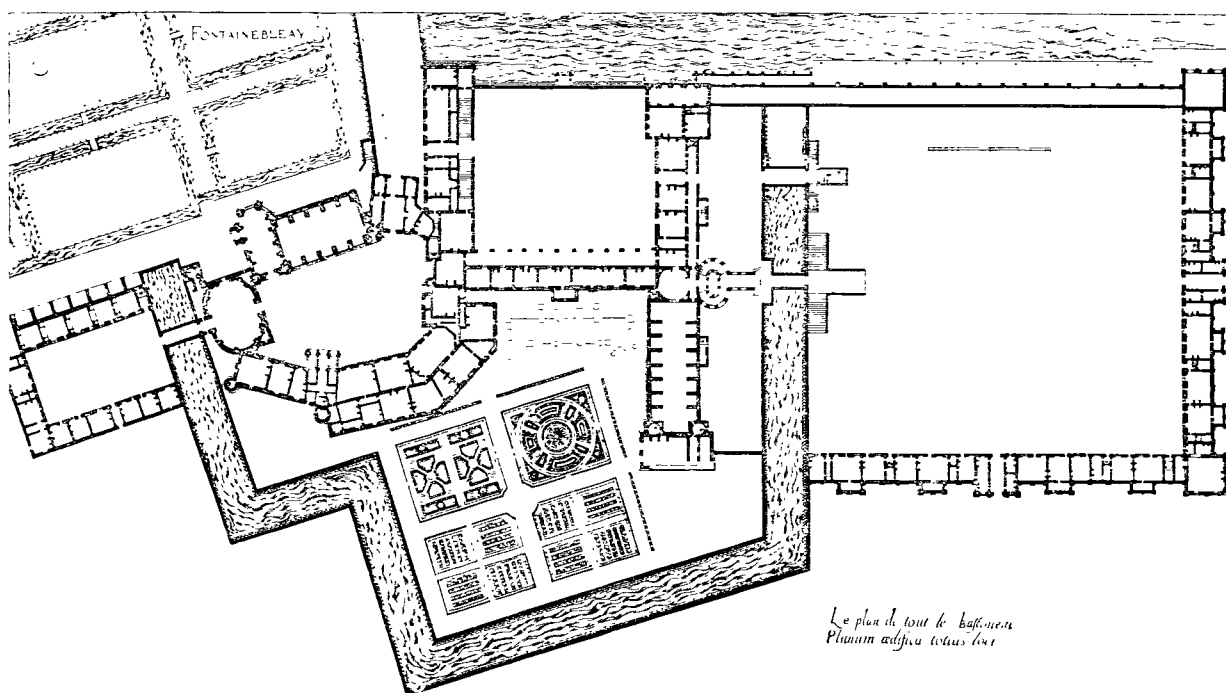 FONTAINEBLEAV
Le plan de tout le bastiment
Planum ædificii totius loci